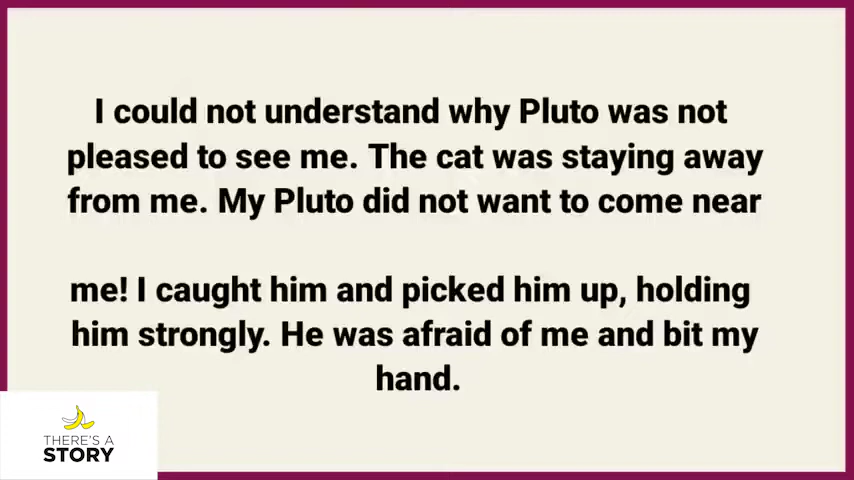 I could not understand why Pluto was not
pleased to see me. The cat was staying away
from me. My Pluto did not want to come near
me! I caught him and picked him up, holding
him strongly. He was afraid of me and bit my
hand.
THERE'S A
STORY